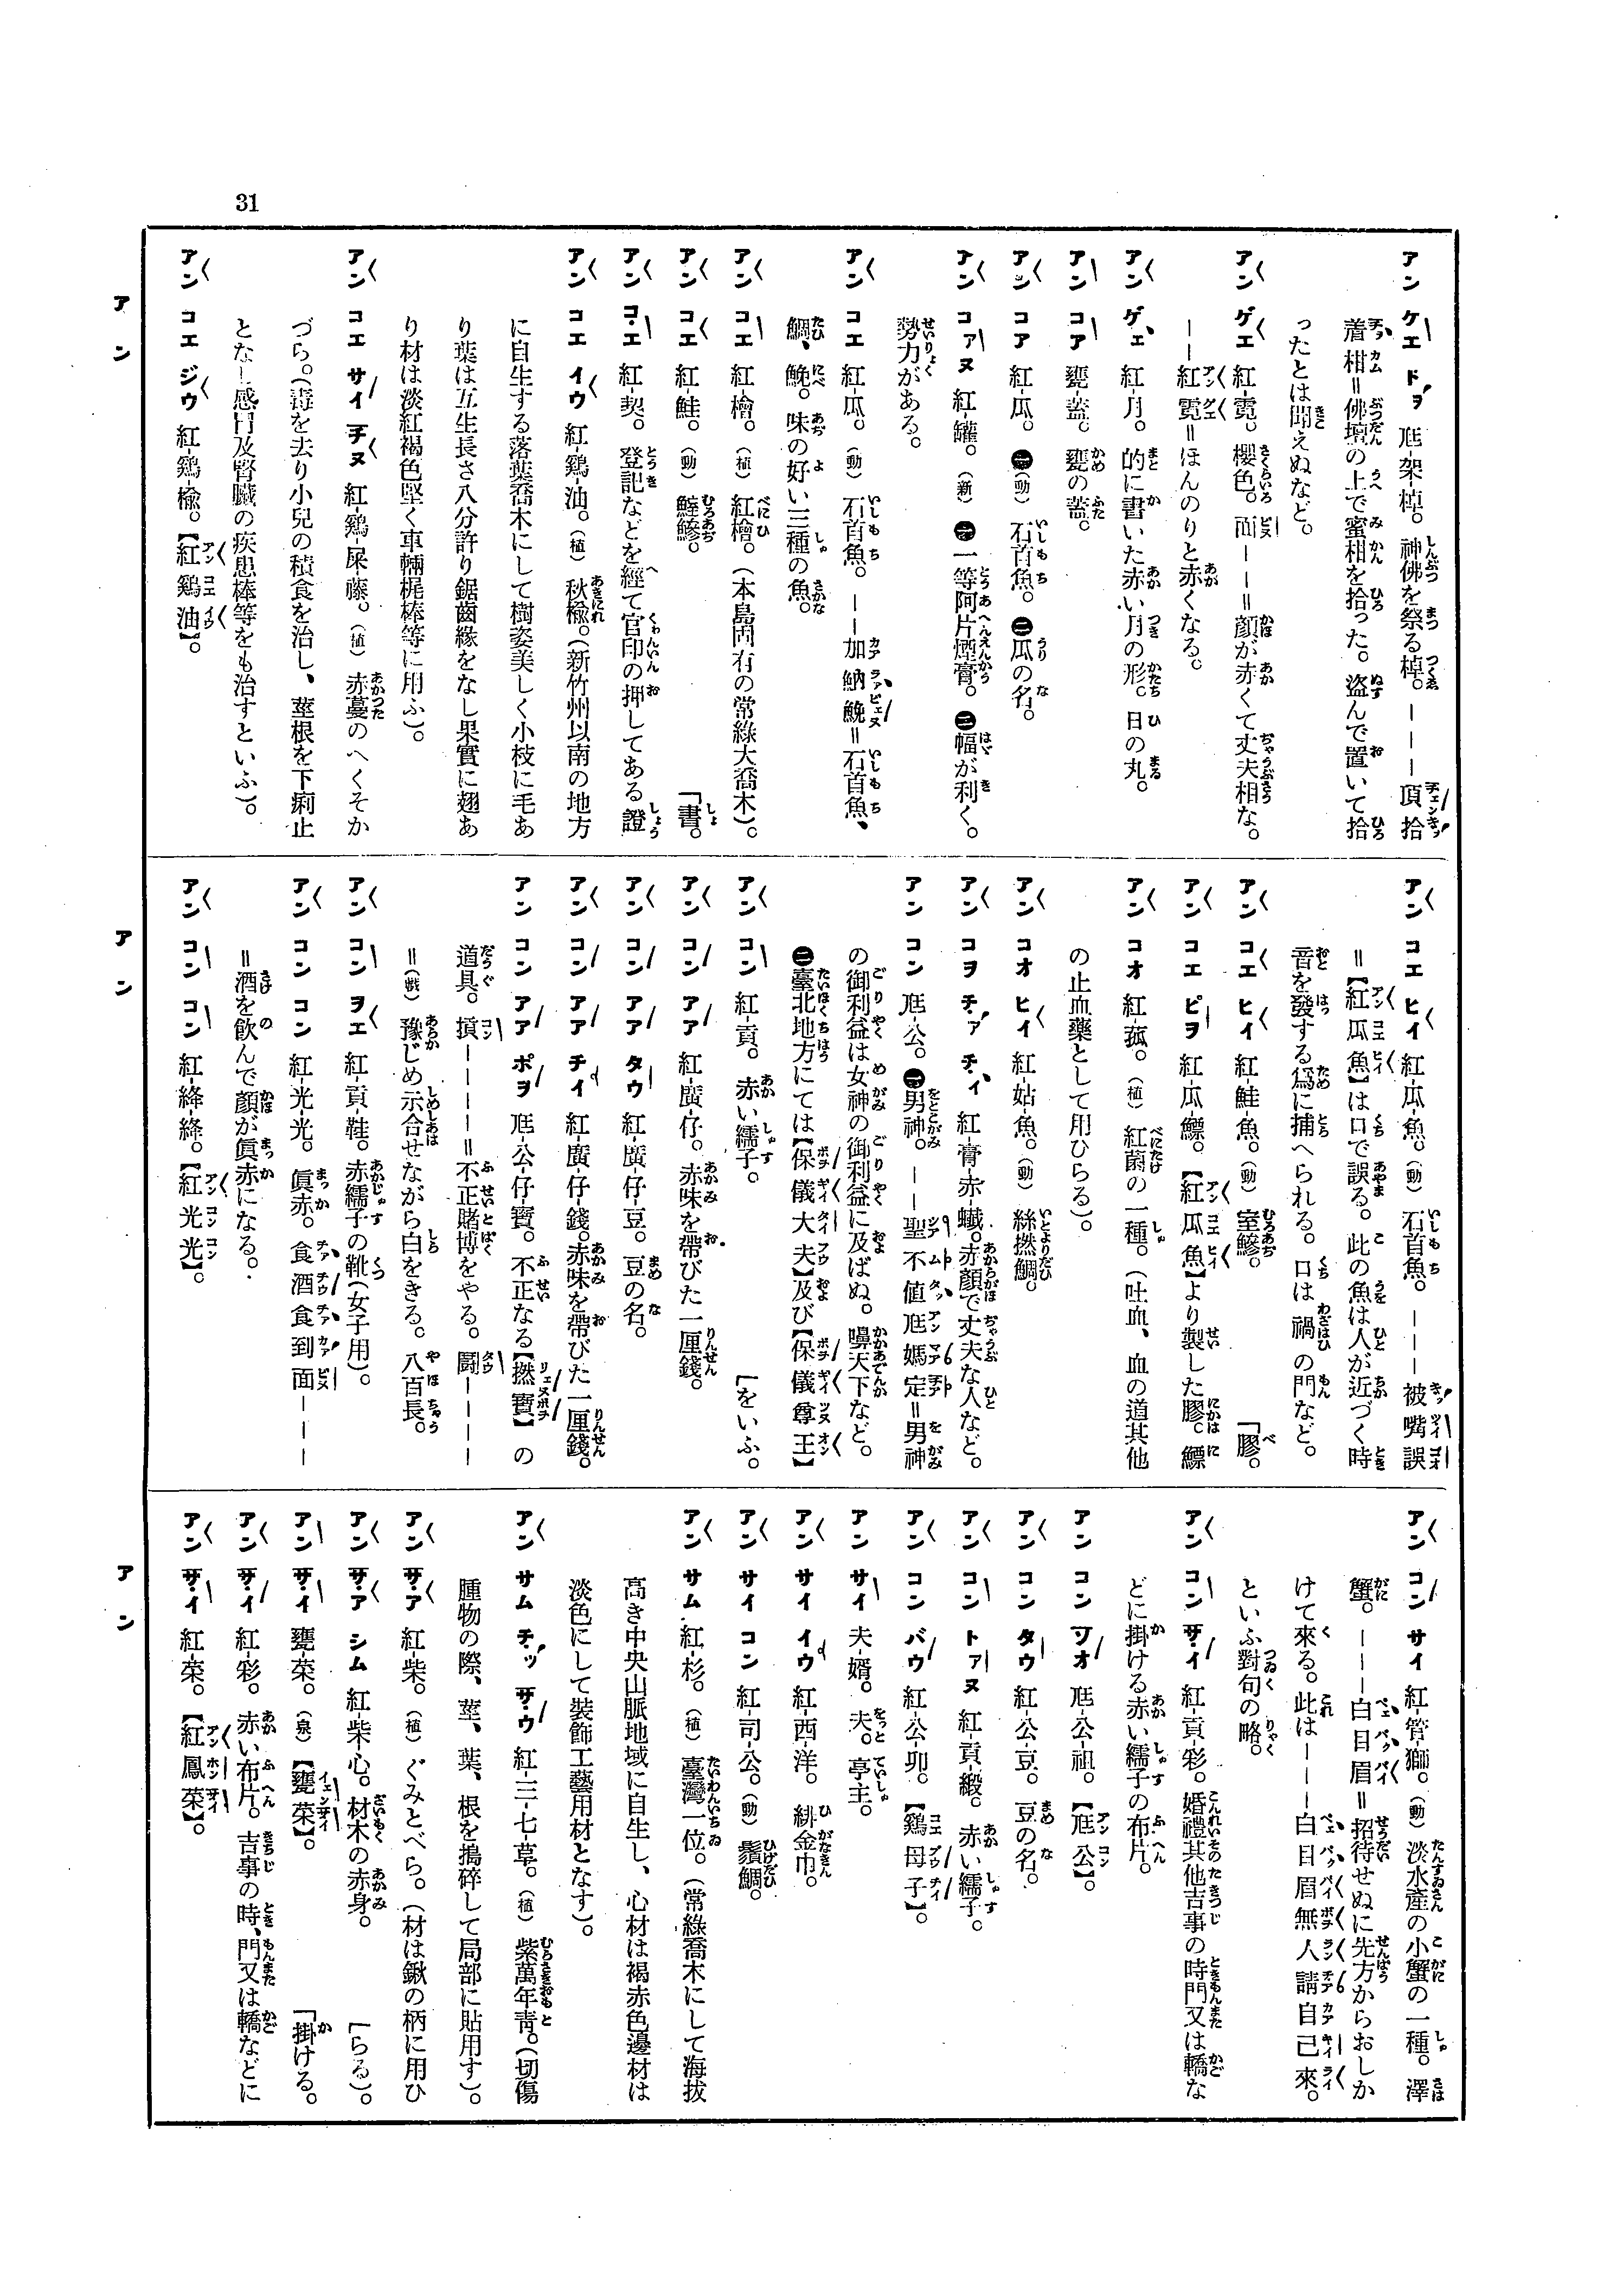 31
アン ケエ ドヲ 尫-架-棹。神佛を祭る棹。｜｜｜頂拾
著柑＝佛壇の上で蜜柑を拾った。盜んで置いて拾
ったとは聞えぬなど。
アン ゲエ 紅-霓。櫻色。面｜｜＝顏が赤くて丈夫相な。
｜｜紅霓＝ほんのりと赤くなる。
アン ゲェ 紅-月。的に書いた赤い月の形。日の丸。
アン コア 甕-蓋。甕の蓋。
アン コア 紅-瓜。㊀（動）石首魚。㊁瓜の名。
アン コァヌ 紅-罐。（新）㊀一等阿片煙膏。㊁幅が利く。
勢力がある。
アン コエ 紅-瓜。（動）石首魚。｜｜加魶鮸＝石首魚、
鯛、鮸。味の好い三種の魚。
アン コエ 紅-檜。（植）紅檜。（本島固有の常綠大喬木）。
アン コエ 紅-鮭。（動）鰘鰺。 「書。
アン コエ 紅-契。登記などを經て官印の押してある證
アン コエ イウ 紅-鷄-油。（植）秋楡。（新竹州以南の地方
に自生する落葉喬木にして樹姿美しく小枝に毛あ
り葉は互生長さ八分許り鋸齒緣をなし果實に翅あ
り材は淡紅褐色堅く車輛梶棒等に用ふ）。
アン コエ サイ チヌ 紅-鷄-屎-藤。（植）赤蔓のへくそか
づら。（毒を去り小兒の積食を治し、莖根を下痢止
となし感冒及腎臟の疾患棒等をも治すといふ）。
アン コエ ジウ 紅-鷄-楡。【紅鷄油】。
アン コエ ヒイ 紅-瓜-魚。（動）石首魚。｜｜｜被嘴誤
＝【紅瓜魚】は口で誤る。此の魚は人が近づく時
音を發する爲に捕へられる。口は禍の門など。
アン コエ ヒイ 紅-鮭-魚。（動）室鰺。 「膠。
アン コエ ピヲ 紅-瓜-鰾。【紅瓜魚】より製した膠。鰾
アン コオ 紅-菰。（植）紅菌の一種。（吐血、血の道其他
の止血藥として用ひらる）。
アン コオ ヒイ 紅-姑-魚。（動）絲撚鯛。
アン コヲ チァ チィ 紅-膏-赤-蠘。赤顏で丈夫な人など。
アン コン 尫-公。㊀男神。｜｜聖不値尫媽定＝男神
の御利益は女神の御利益に及ばぬ。嚊天下など。
㊁臺北地方にては【保儀大夫】及び【保儀尊王】
アン コン 紅-貢。赤い繻子。 「をいふ。
アン コン アア 紅-廣-仔。赤味を帶びた一厘錢。
アン コン アア タウ 紅-廣-仔-豆。豆の名。
アン コン アア チイ 紅-廣-仔-錢。赤味を帶びた一厘錢。
アン コン アア ポヲ 尫-公-仔-寶。不正なる【撚寶】の
道具。損｜｜｜｜＝不正賭博をやる。鬪｜｜｜｜
＝（戲）豫じめ示合せながら白をきる。八百長。
アン コン ヲエ 紅-貢-鞋。赤繻子の靴（女子用）。
アン コン コン 紅-光-光。眞赤。食酒食到面｜｜｜
＝酒を飮んで顏が眞赤になる。
アン コン コン 紅-絳-絳。【紅光光】。
アン コン サイ 紅-管-獅。（動）淡水產の小蟹の一種。澤
蟹。｜｜｜白目眉＝招待せぬに先方からおしか
けて來る。此は｜｜｜白目眉無人請自己來。
といふ對句の略。
アン コン サイ 紅-貢-彩。婚禮其他吉事の時門又は轎な
どに掛ける赤い繻子の布片。
アン コン ソオ 尫-公-祖。【尫公】。
アン コン タウ 紅-公-豆。豆の名。
アン コン トァヌ 紅-貢-緞。赤い繻子。
アン コン バウ 紅-公-卯。【鷄母子】。
アン サイ 夫-婿。夫。亭主。
アン サイ イウ 紅-西-洋。緋金巾。
アン サイ コン 紅-司-公。（動）鬚鯛。
アン サム 紅-杉。（植）臺灣一位。（常綠喬木にして海拔
高き中央山脈地域に自生し、心材は褐赤色邊材は
淡色にして裝飾工藝用材となす）。
アン サム チッ サウ 紅-三-七-草。（植）紫萬年靑。（切傷
腫物の際、莖、葉、根を搗碎して局部に貼用す）。
アン サア 紅-柴。（植）ぐみとべら。（材は鍬の柄に用ひ
アン サア シム 紅-柴-心。材木の赤身。 「らる）。
アン サイ 甕-菜。（泉）【甕菜】。 「掛ける。
アン サイ 紅-彩。赤い布片。吉事の時、門又は轎などに
アン サイ 紅-菜。【紅鳳菜】。
アン
アン
アン